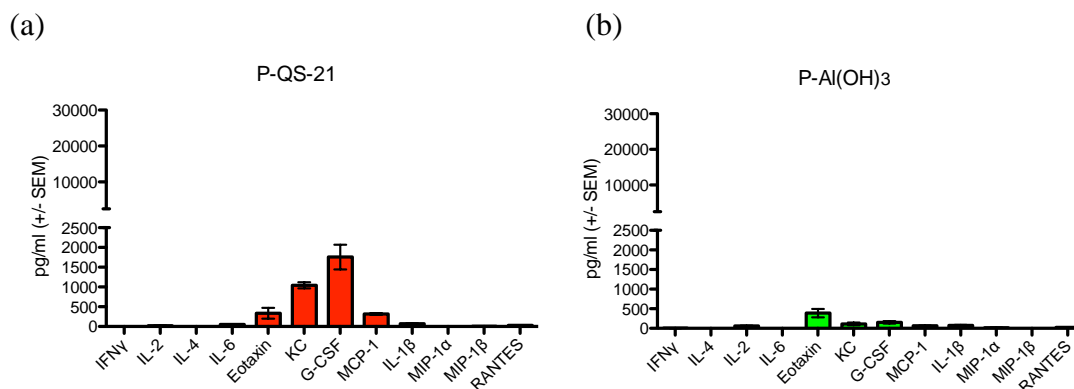 (a)
P-QS-21
pg/ml (+/- SEM)
30000
20000
10000
2500
2000
1500
1000
500
0
IFNγ
IL-2
IL-4
IL-6
Eotaxin
KC
G-CSF
MCP-1
IL-1β
MIP-1α
MIP-1β
RANTES
(b)
P-Al(OH)3
pg/ml (+/- SEM)
30000
20000
10000
2500
2000
1500
1000
500
0
IFNγ
IL-4
IL-2
IL-6
Eotaxin
KC
G-CSF
MCP-1
IL-1β
MIP-1α
MIP-1β
RANTES